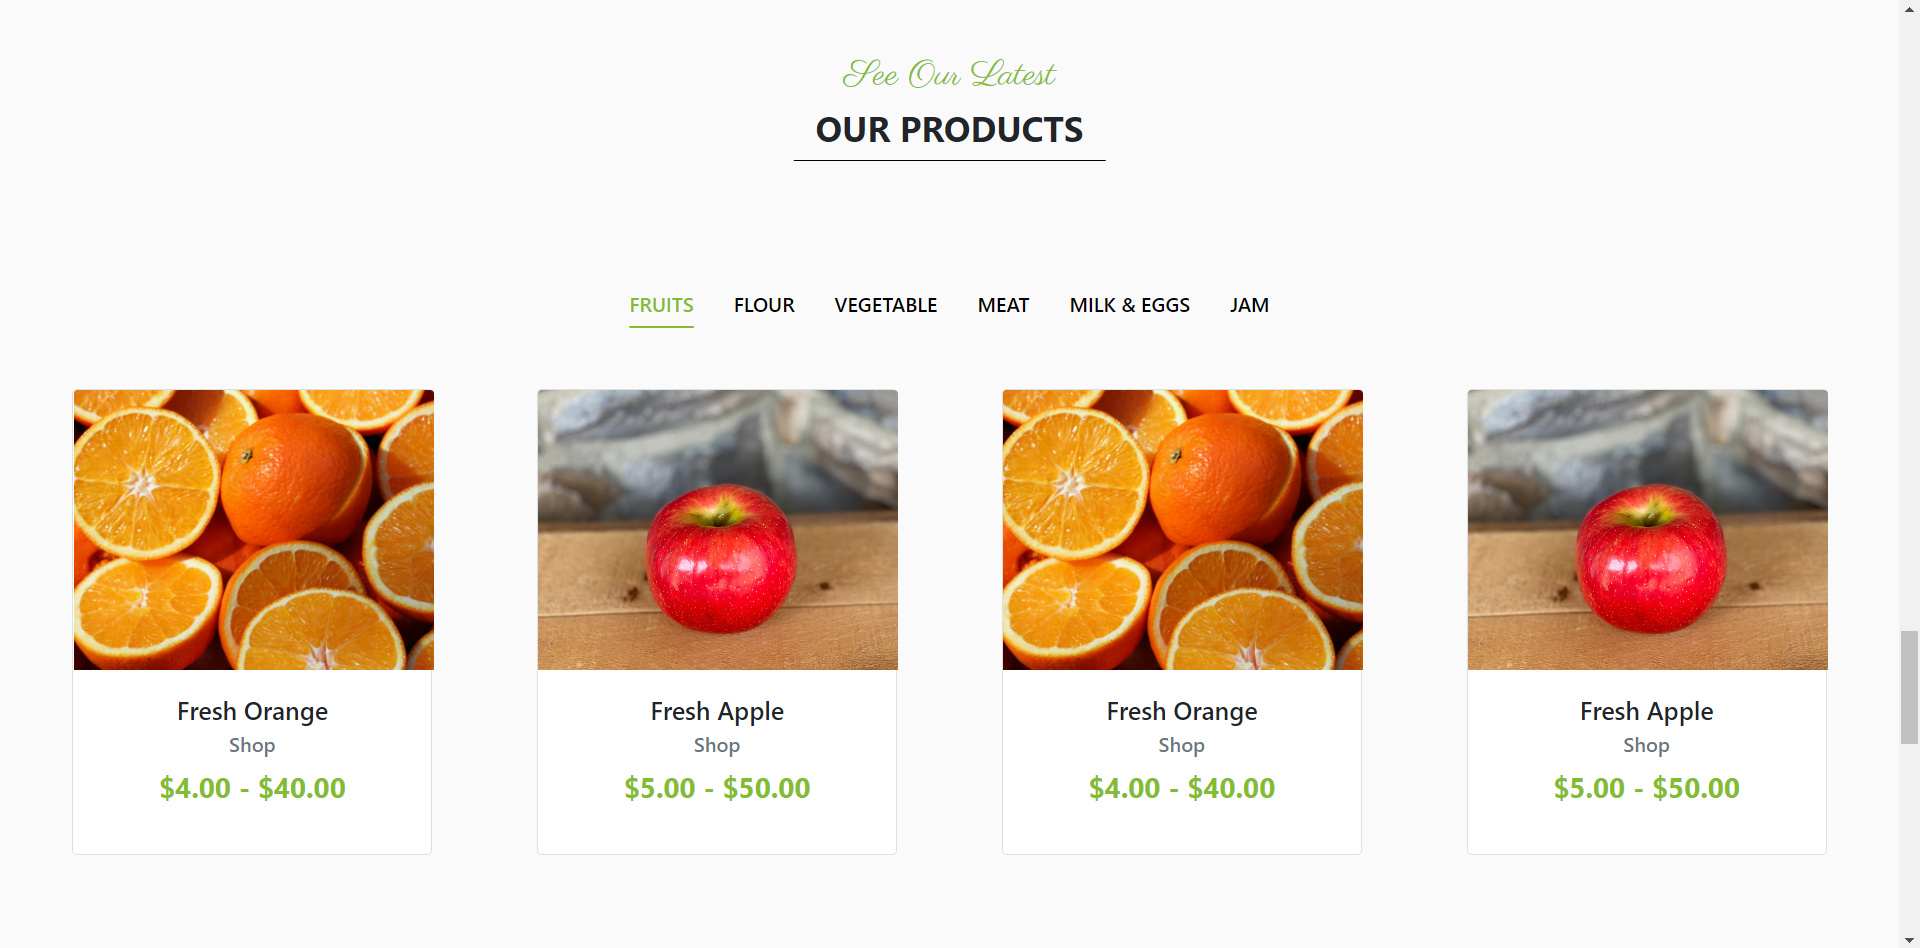 See Our Latest
OUR PRODUCTS
FRUITS FLOUR VEGETABLE MEAT MILK & EGGS JAM
Fresh Orange
Shop
$4.00 - $40.00
Fresh Apple
Shop
$5.00 - $50.00
Fresh Orange
Shop
$4.00 - $40.00
Fresh Apple
Shop
$5.00 - $50.00